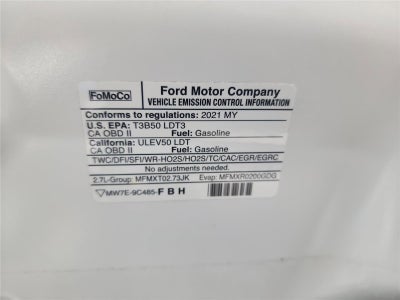 FoMoCo
Ford Motor Company
VEHICLE EMISSION CONTROL INFORMATION
Conforms to regulations: 2021 MY
U.S. EPA: T3B50 LDT3
CA OBD II Fuel: Gasoline
California: ULEV50 LDT
CA OBD II Fuel: Gasoline
TWC/DFI/SFI/WR-HO2S/HO2S/TC/CAC/EGR/EGRC
No adjustments needed.
2.7L-Group: MFMXT02.73JK Evap: MFMXR0200GDG
MW7E-9C485-FBH